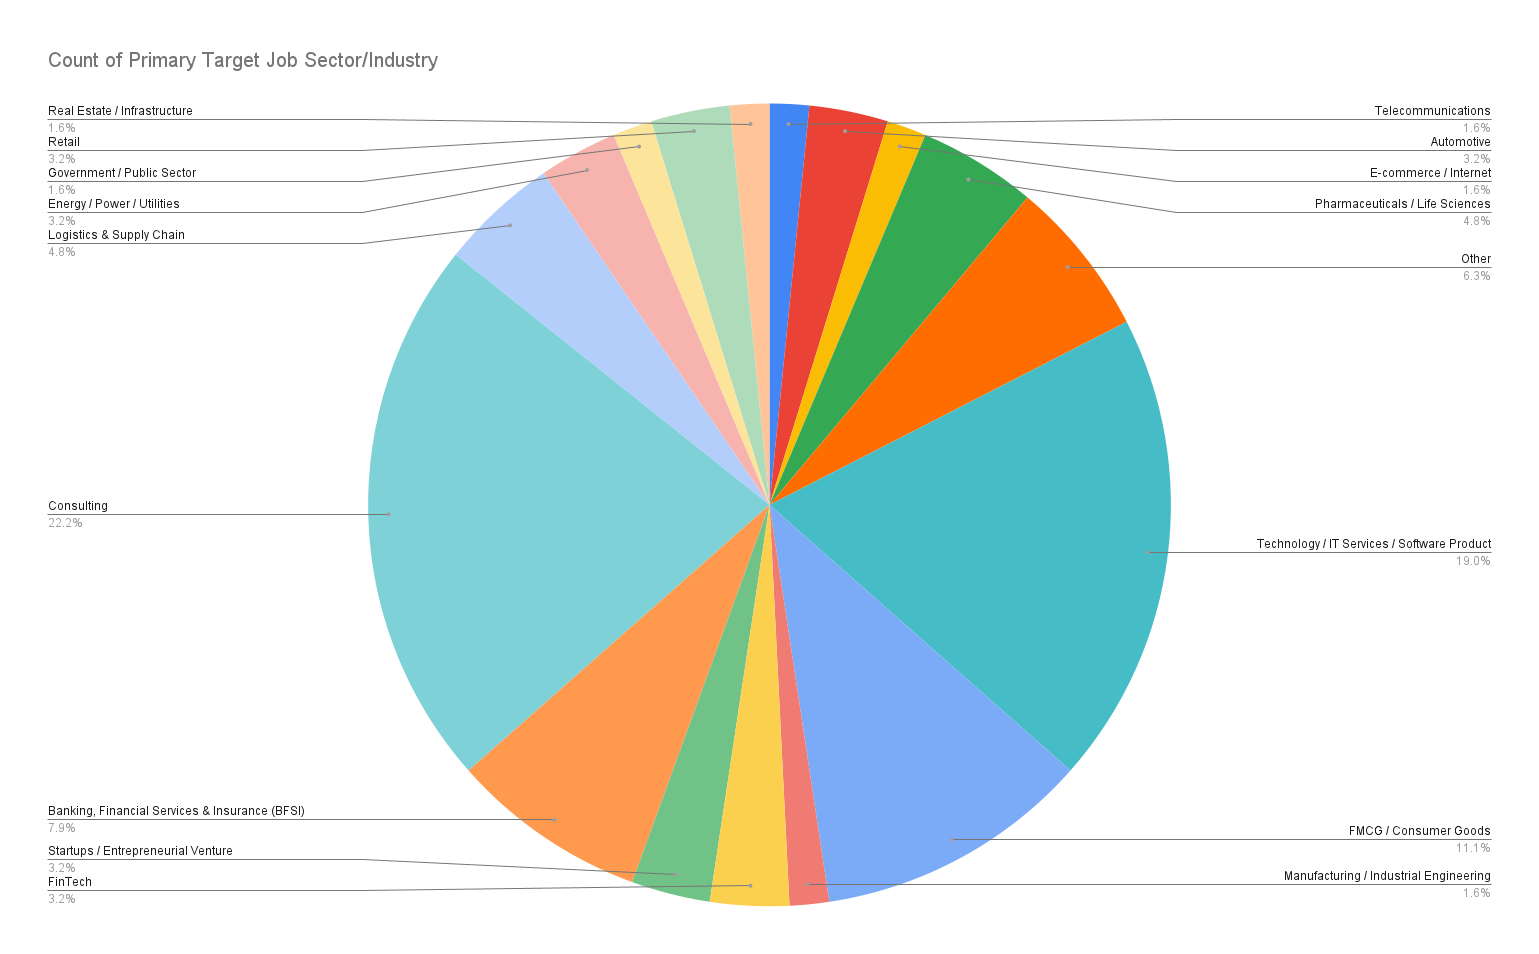 Count of Primary Target Job Sector/Industry
Real Estate / Infrastructure
1.6%
Retail
3.2%
Government / Public Sector
1.6%
Energy / Power / Utilities
3.2%
Logistics & Supply Chain
4.8%
Consulting
22.2%
Banking, Financial Services & Insurance (BFSI)
7.9%
Startups / Entrepreneurial Venture
3.2%
FinTech
3.2%
Telecommunications
1.6%
Automotive
3.2%
E-commerce / Internet
1.6%
Pharmaceuticals / Life Sciences
4.8%
Other
6.3%
Technology / IT Services / Software Product
19.0%
FMCG / Consumer Goods
11.1%
Manufacturing / Industrial Engineering
1.6%